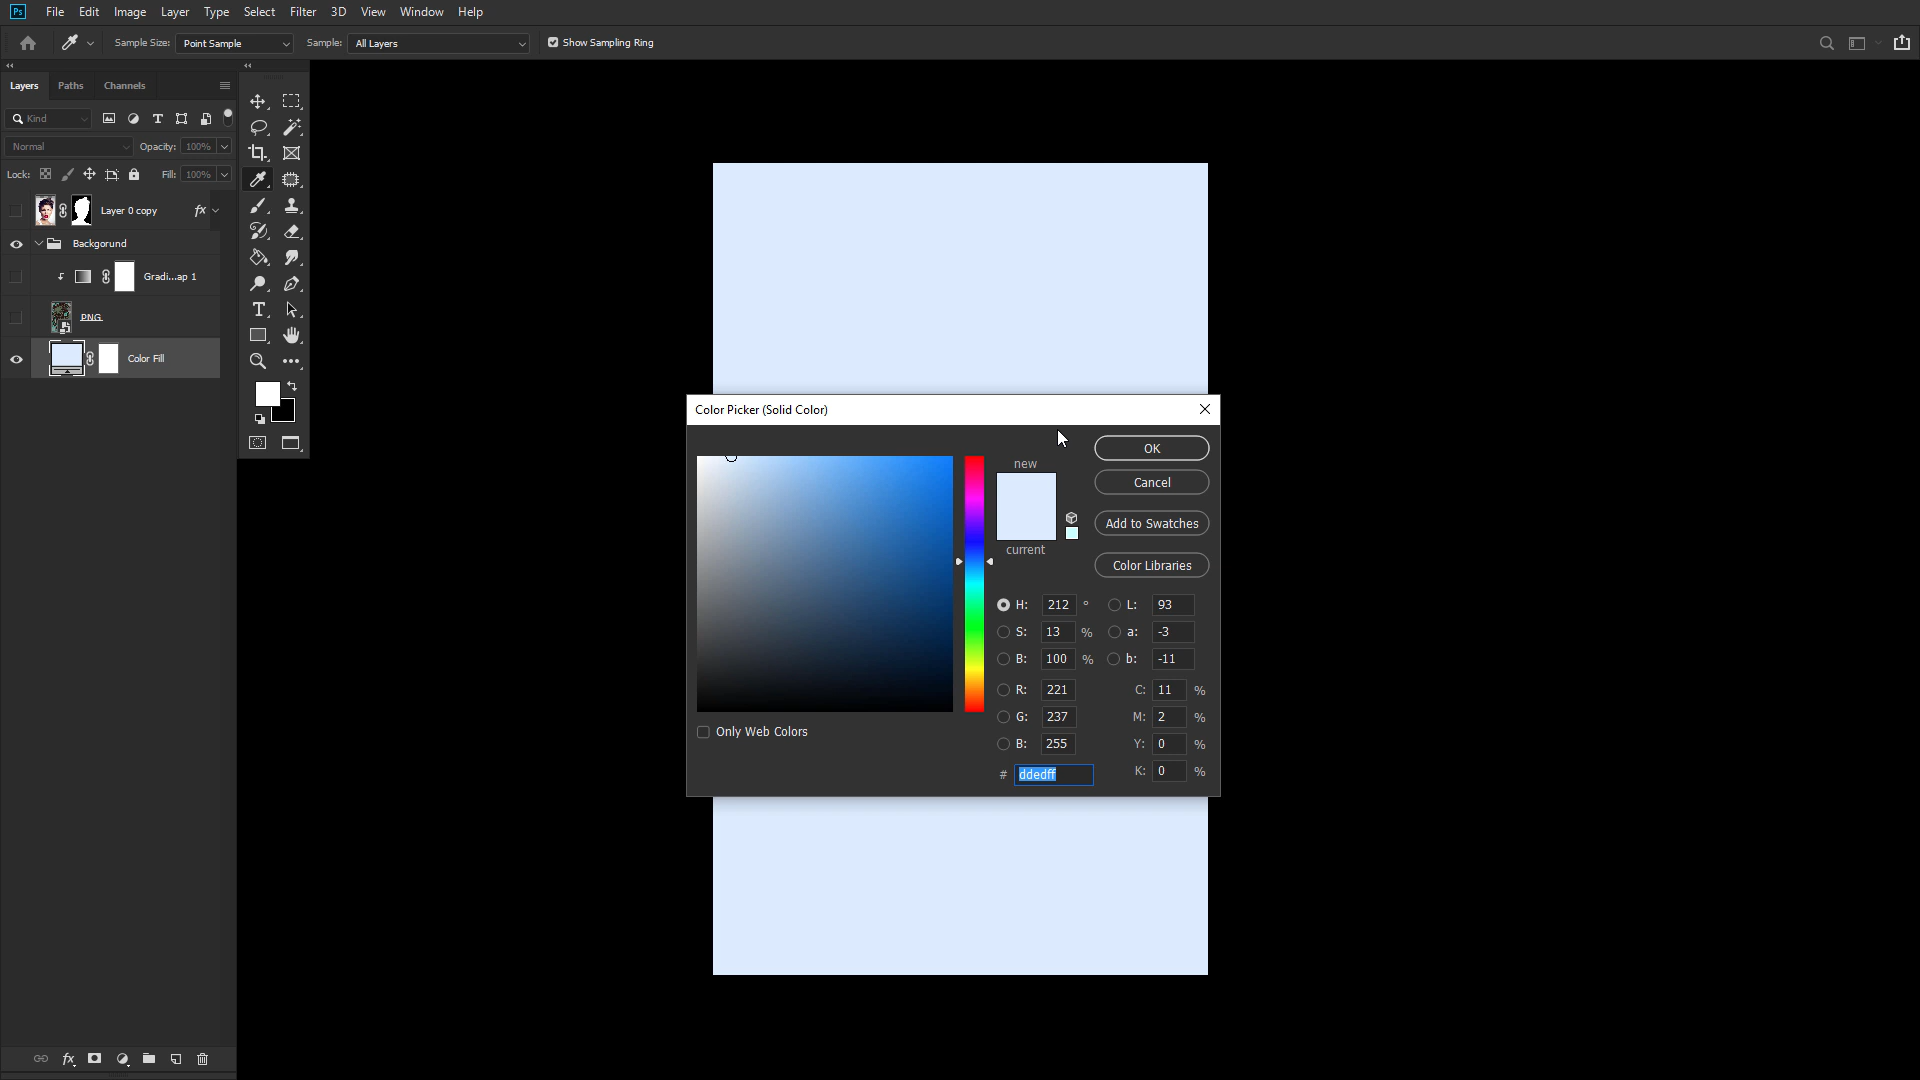 Ps File Edit Image Layer Type Select Filter 3D View Window Help
Sample Size: Point Sample Sample: All Layers Show Sampling Ring
Layers Paths Channels
Kind
Normal Opacity: 100%
Lock: Fill: 100%
Layer 0 copy fx
Backgorund
Gradi...ap 1
PNG
Color Fill
Color Picker (Solid Color)
OK
new
Cancel
Add to Swatches
current
Color Libraries
H: 212 ° L: 93
S: 13 % a: -3
B: 100 % b: -11
R: 221 C: 11 %
G: 237 M: 2 %
Only Web Colors
B: 255 Y: 0 %
# ddedff K: 0 %
fx